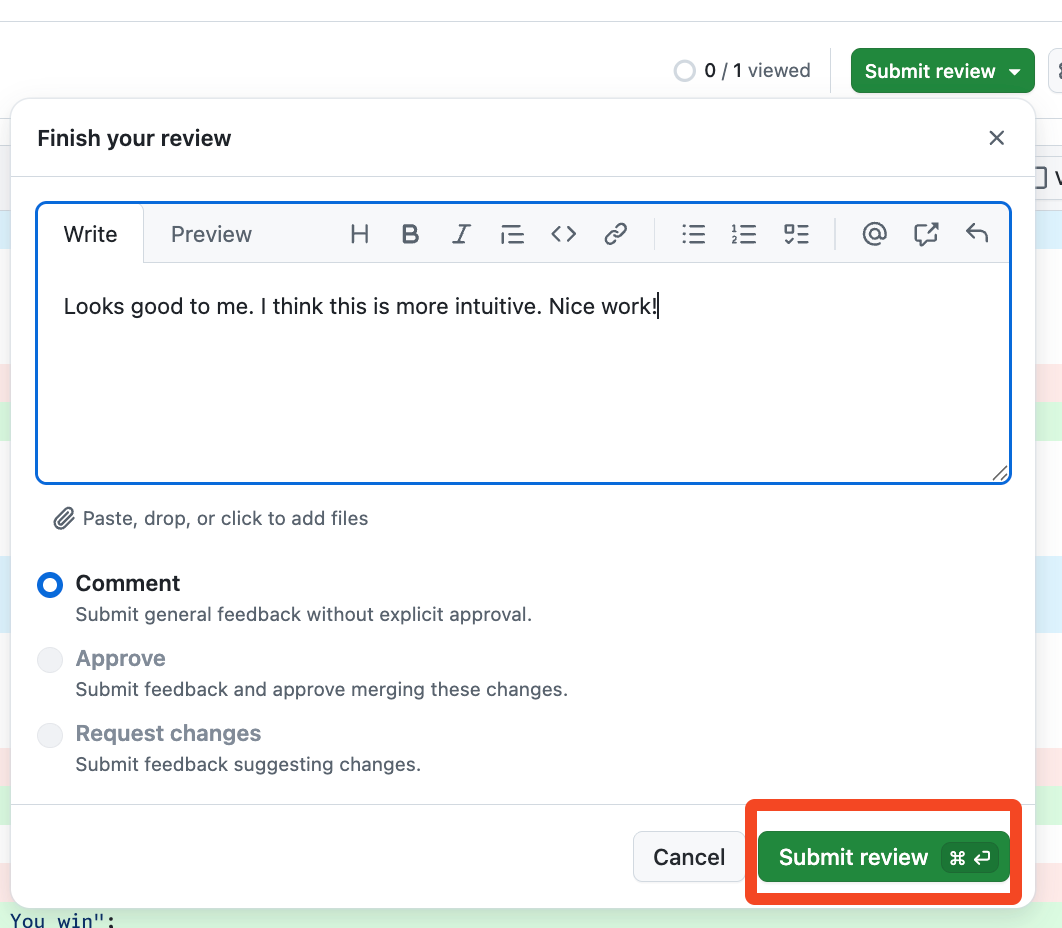 0 / 1 viewed
Submit review
Finish your review
Write Preview
Looks good to me. I think this is more intuitive. Nice work!
Paste, drop, or click to add files
Comment
Submit general feedback without explicit approval.
Approve
Submit feedback and approve merging these changes.
Request changes
Submit feedback suggesting changes.
Cancel Submit review ⌘ ↵
You win";